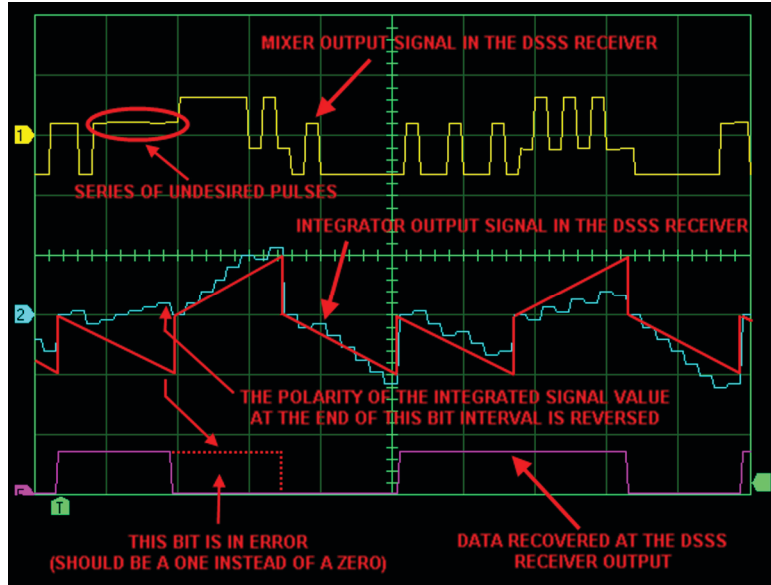 MIXER OUTPUT SIGNAL IN THE DSSS RECEIVER
1
SERIES OF UNDESIRED PULSES
INTEGRATOR OUTPUT SIGNAL IN THE DSSS RECEIVER
2
THE POLARITY OF THE INTEGRATED SIGNAL VALUE
AT THE END OF THIS BIT INTERVAL IS REVERSED
T
THIS BIT IS IN ERROR
(SHOULD BE A ONE INSTEAD OF A ZERO)
DATA RECOVERED AT THE DSSS
RECEIVER OUTPUT